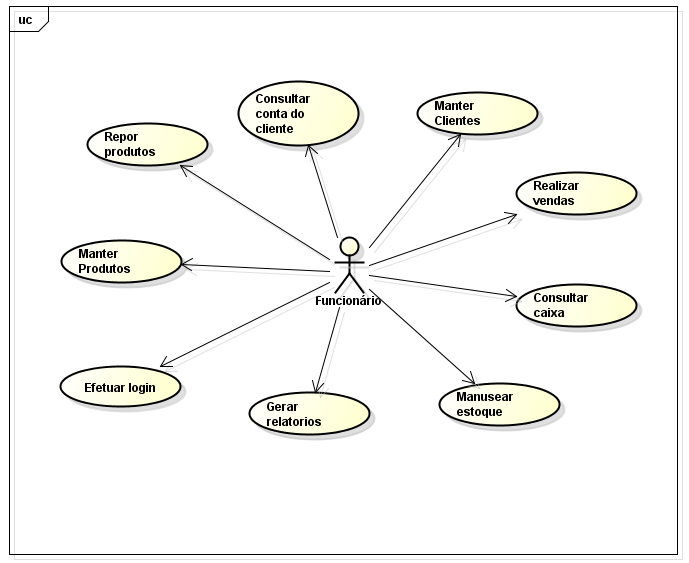 uc
Consultar
conta do
cliente
Manter
Clientes
Repor
produtos
Realizar
vendas
Manter
Produtos
Funcionário
Consultar
caixa
Efetuar login
Gerar
relatorios
Manusear
estoque